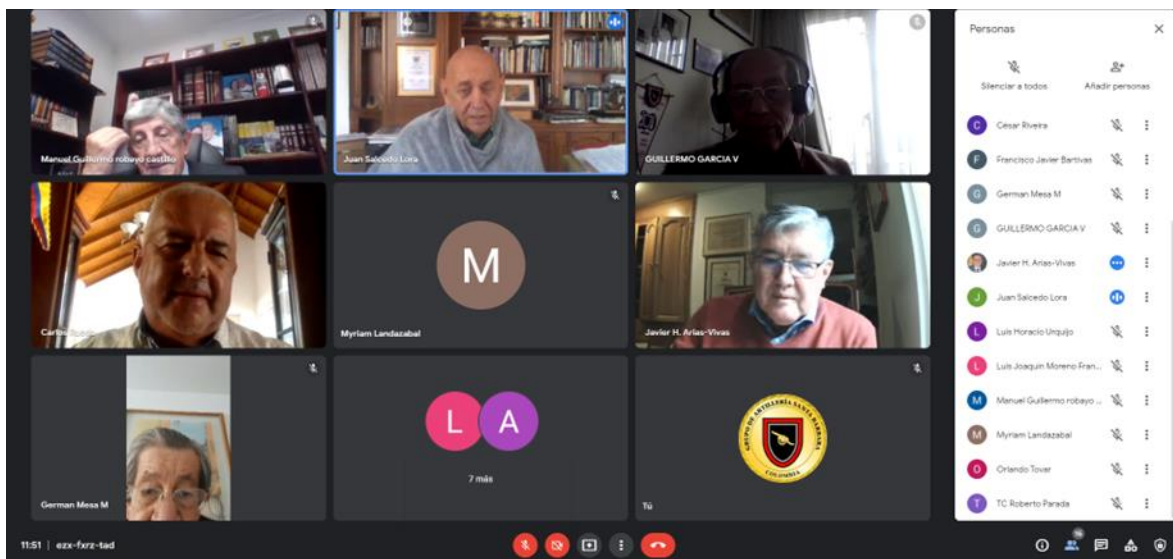 Manuel Guillermo robayo castillo
Juan Salcedo Lora
GUILLERMO GARCIA V
M
Myriam Landazabal
Javier H. Arias-Vivas
German Mesa M
L A
7 más
GRUPO DE ARTILLERÍA SANTA BARBARA
COLOMBIA
Tú
11:51 | ezx-fxrz-tad
Personas
Silenciar a todos
Añadir personas
C César Riveira
F Francisco Javier Bartivas
G German Mesa M
G GUILLERMO GARCIA V
Javier H. Arias-Vivas
J Juan Salcedo Lora
L Luis Horacio Urquijo
L Luis Joaquin Moreno Fran...
M Manuel Guillermo robayo ...
M Myriam Landazabal
O Orlando Tovar
T TC Roberto Parada
16